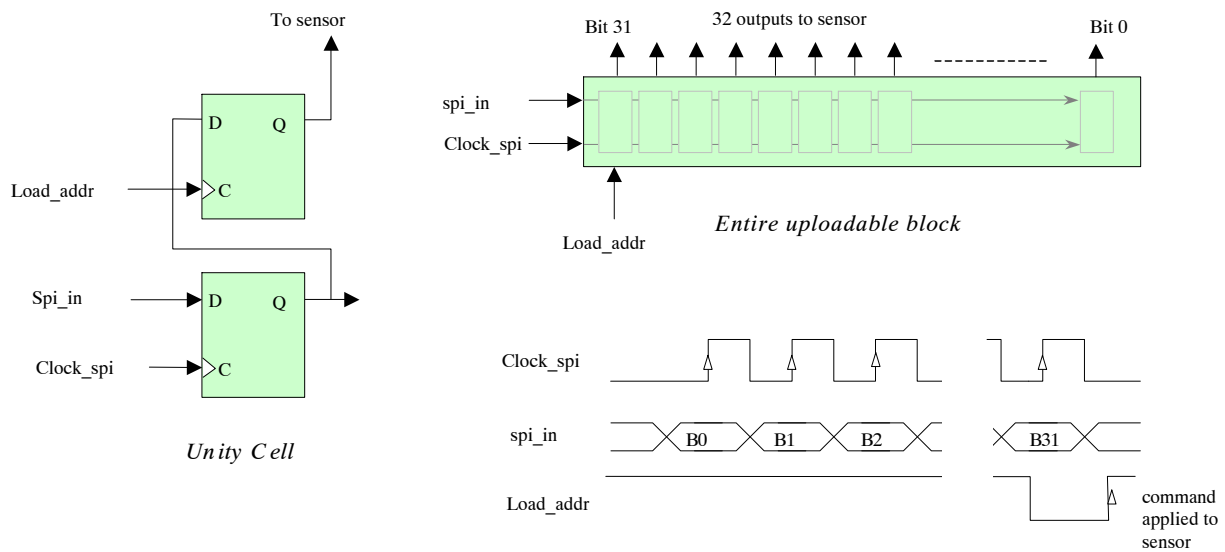 To sensor
D
Q
Load_addr
C
Spi_in
D
Q
Clock_spi
C
Unity Cell
32 outputs to sensor
Bit 31
Bit 0
spi_in
Clock_spi
Load_addr
Entire uploadable block
Clock_spi
spi_in
B0
B1
B2
B31
Load_addr
command
applied to
sensor